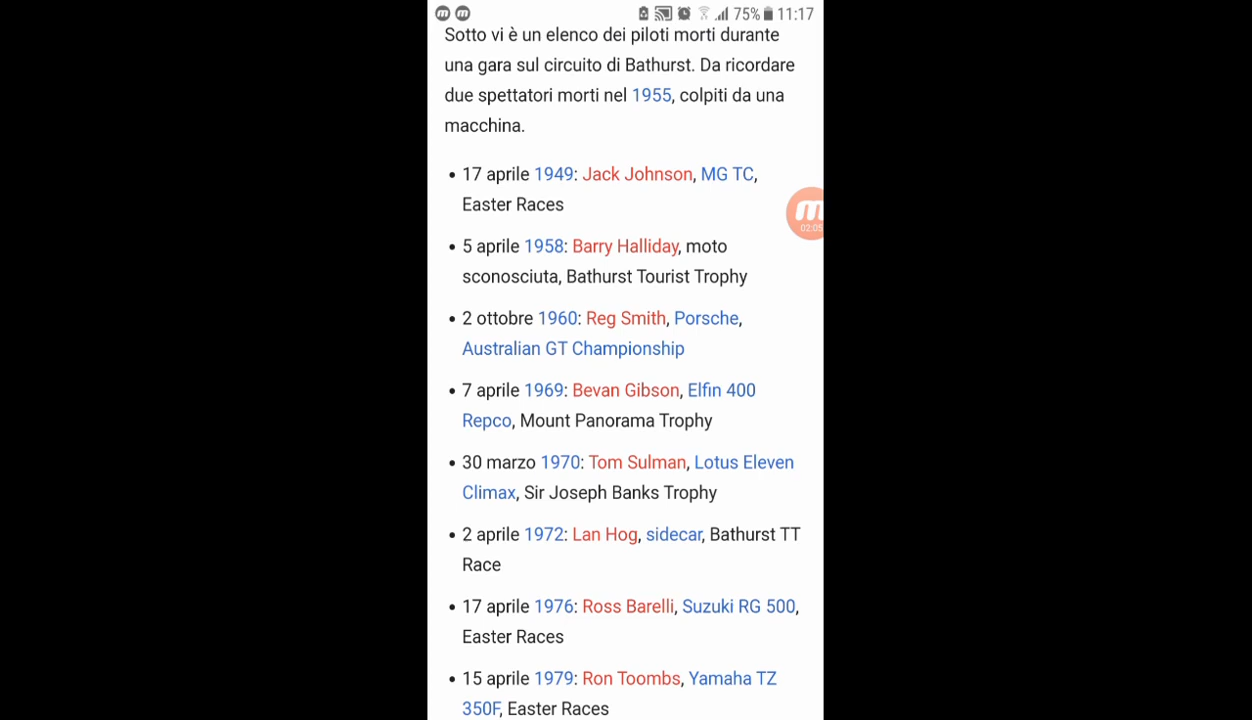 75% 11:17
Sotto vi è un elenco dei piloti morti durante
una gara sul circuito di Bathurst. Da ricordare
due spettatori morti nel 1955, colpiti da una
macchina.
• 17 aprile 1949: Jack Johnson, MG TC,
Easter Races
02:05
• 5 aprile 1958: Barry Halliday, moto
sconosciuta, Bathurst Tourist Trophy
• 2 ottobre 1960: Reg Smith, Porsche,
Australian GT Championship
• 7 aprile 1969: Bevan Gibson, Elfin 400
Repco, Mount Panorama Trophy
• 30 marzo 1970: Tom Sulman, Lotus Eleven
Climax, Sir Joseph Banks Trophy
• 2 aprile 1972: Lan Hog, sidecar, Bathurst TT
Race
• 17 aprile 1976: Ross Barelli, Suzuki RG 500,
Easter Races
• 15 aprile 1979: Ron Toombs, Yamaha TZ
350F, Easter Races